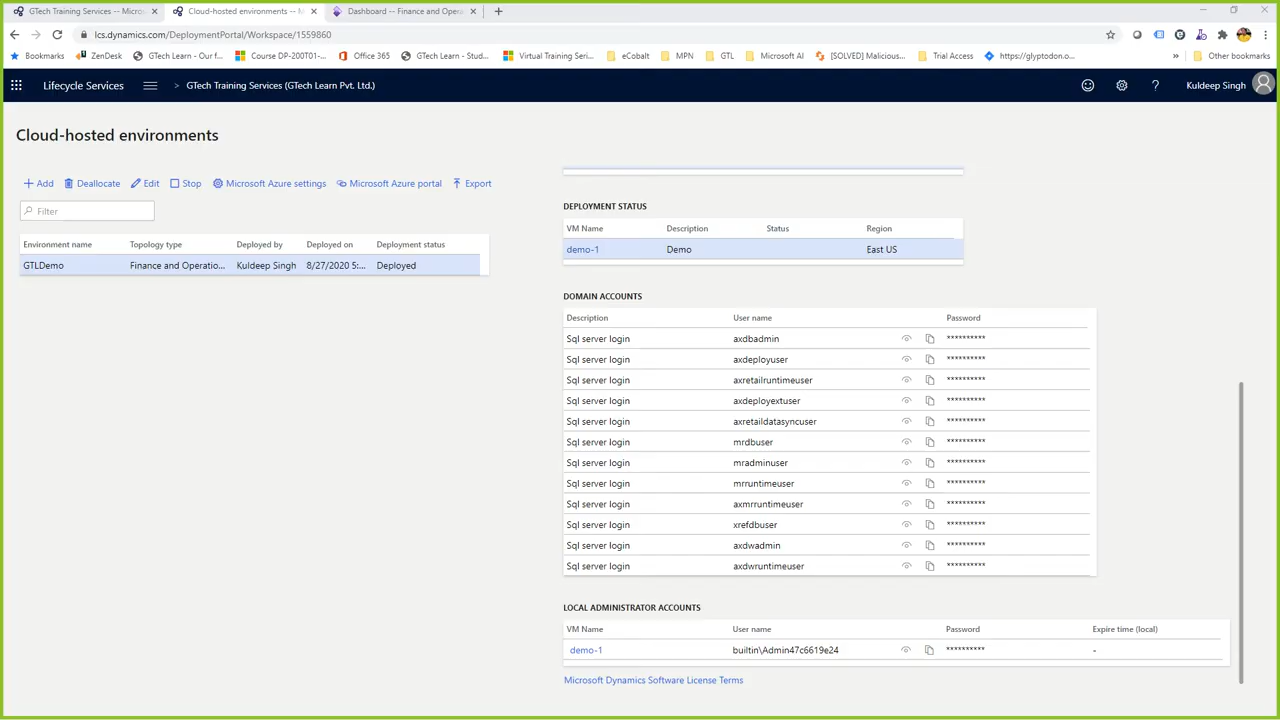 GTech Training Services -- Micros
Cloud-hosted environments -- M
Dashboard -- Finance and Opera
lcs.dynamics.com/DeploymentPortal/Workspace/1559860
Bookmarks ZenDesk GTech Learn - Our f... Course DP-200T01-... Office 365 GTech Learn - Stud... Virtual Training Seri... eCobalt MPN GTL Microsoft AI [SOLVED] Malicious... Trial Access https://glyptodon.o... » Other bookmarks
Lifecycle Services > GTech Training Services (GTech Learn Pvt. Ltd.) ? Kuldeep Singh
Cloud-hosted environments
Add Deallocate Edit Stop Microsoft Azure settings Microsoft Azure portal Export
Filter
Environment name Topology type Deployed by Deployed on Deployment status
GTLDemo Finance and Operatio... Kuldeep Singh 8/27/2020 5:... Deployed
DEPLOYMENT STATUS
VM Name Description Status Region
demo-1 Demo East US
DOMAIN ACCOUNTS
Description User name Password
Sql server login axdbadmin **********
Sql server login axdeployuser **********
Sql server login axretailruntimeuser **********
Sql server login axdeployextuser **********
Sql server login axretaildatasyncuser **********
Sql server login mrdbuser **********
Sql server login mradminuser **********
Sql server login mrruntimeuser **********
Sql server login axmrruntimeuser **********
Sql server login xrefdbuser **********
Sql server login axdwadmin **********
Sql server login axdwruntimeuser **********
LOCAL ADMINISTRATOR ACCOUNTS
VM Name User name Password Expire time (local)
demo-1 builtin\Admin47c6619e24 ********** -
Microsoft Dynamics Software License Terms